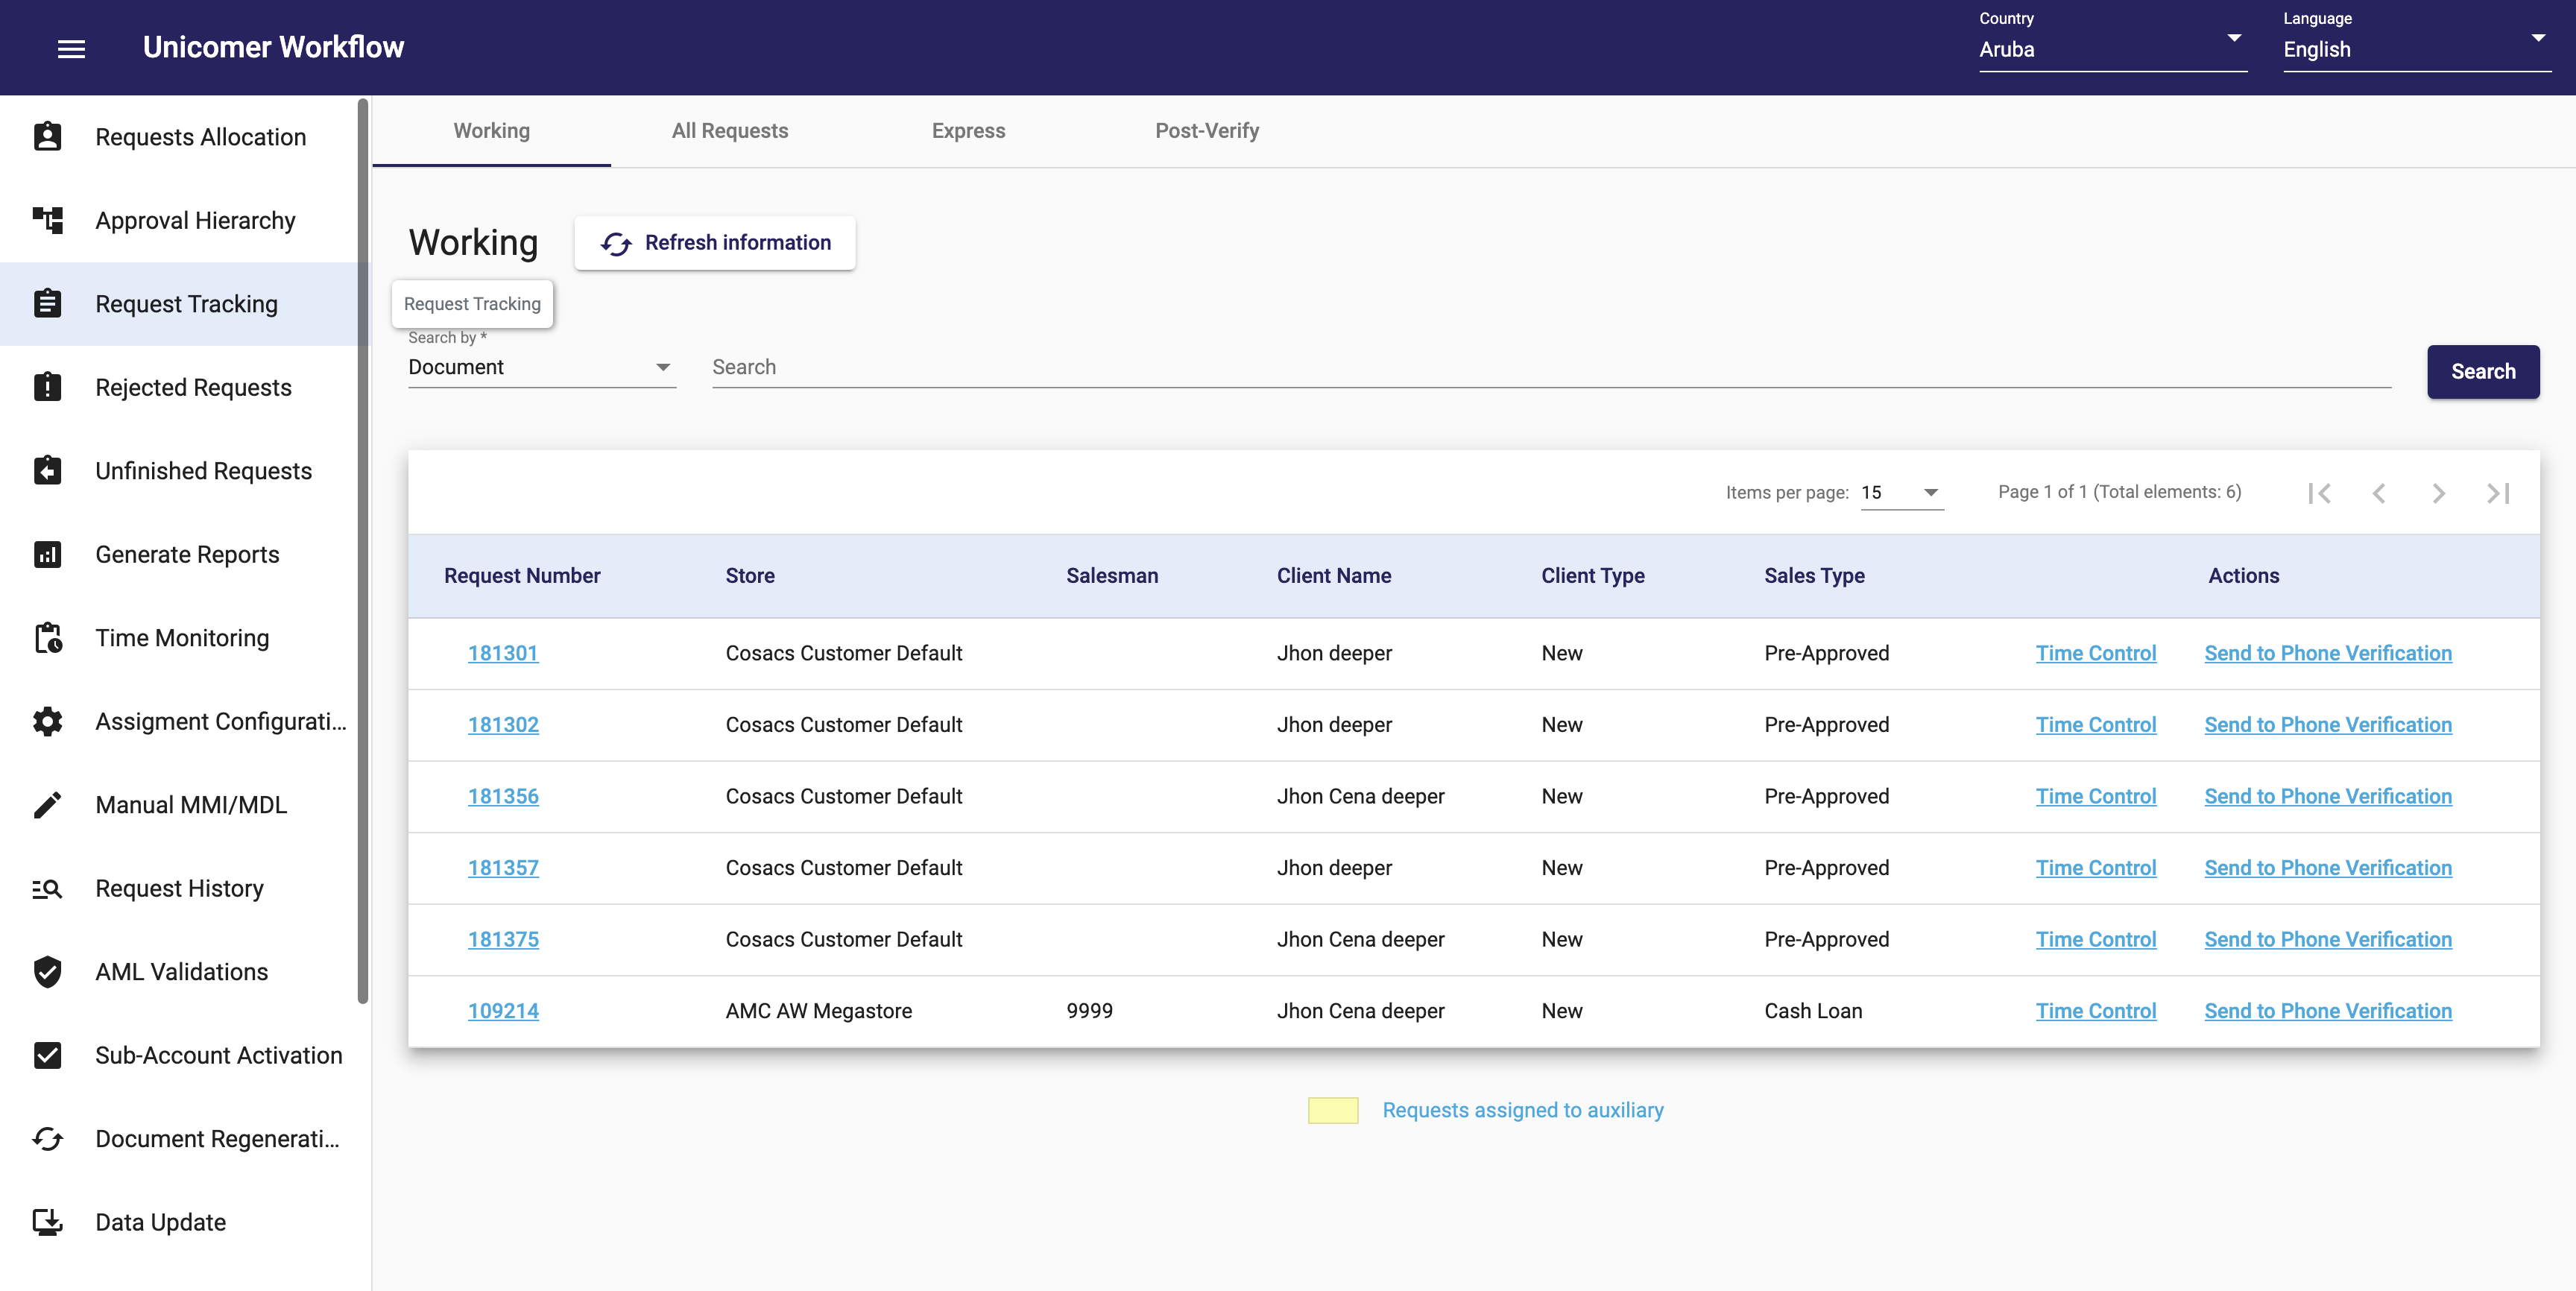 Unicomer Workflow
Country
Aruba
Language
English
Requests Allocation
Approval Hierarchy
Request Tracking
Rejected Requests
Unfinished Requests
Generate Reports
Time Monitoring
Assigment Configurati...
Manual MMI/MDL
Request History
AML Validations
Sub-Account Activation
Document Regenerati...
Data Update
Working All Requests Express Post-Verify
Working
Refresh information
Request Tracking
Search by *
Document
Search
Search
Items per page: 15 Page 1 of 1 (Total elements: 6)
Request Number Store Salesman Client Name Client Type Sales Type Actions
181301 Cosacs Customer Default Jhon deeper New Pre-Approved Time Control Send to Phone Verification
181302 Cosacs Customer Default Jhon deeper New Pre-Approved Time Control Send to Phone Verification
181356 Cosacs Customer Default Jhon Cena deeper New Pre-Approved Time Control Send to Phone Verification
181357 Cosacs Customer Default Jhon deeper New Pre-Approved Time Control Send to Phone Verification
181375 Cosacs Customer Default Jhon Cena deeper New Pre-Approved Time Control Send to Phone Verification
109214 AMC AW Megastore 9999 Jhon Cena deeper New Cash Loan Time Control Send to Phone Verification
Requests assigned to auxiliary